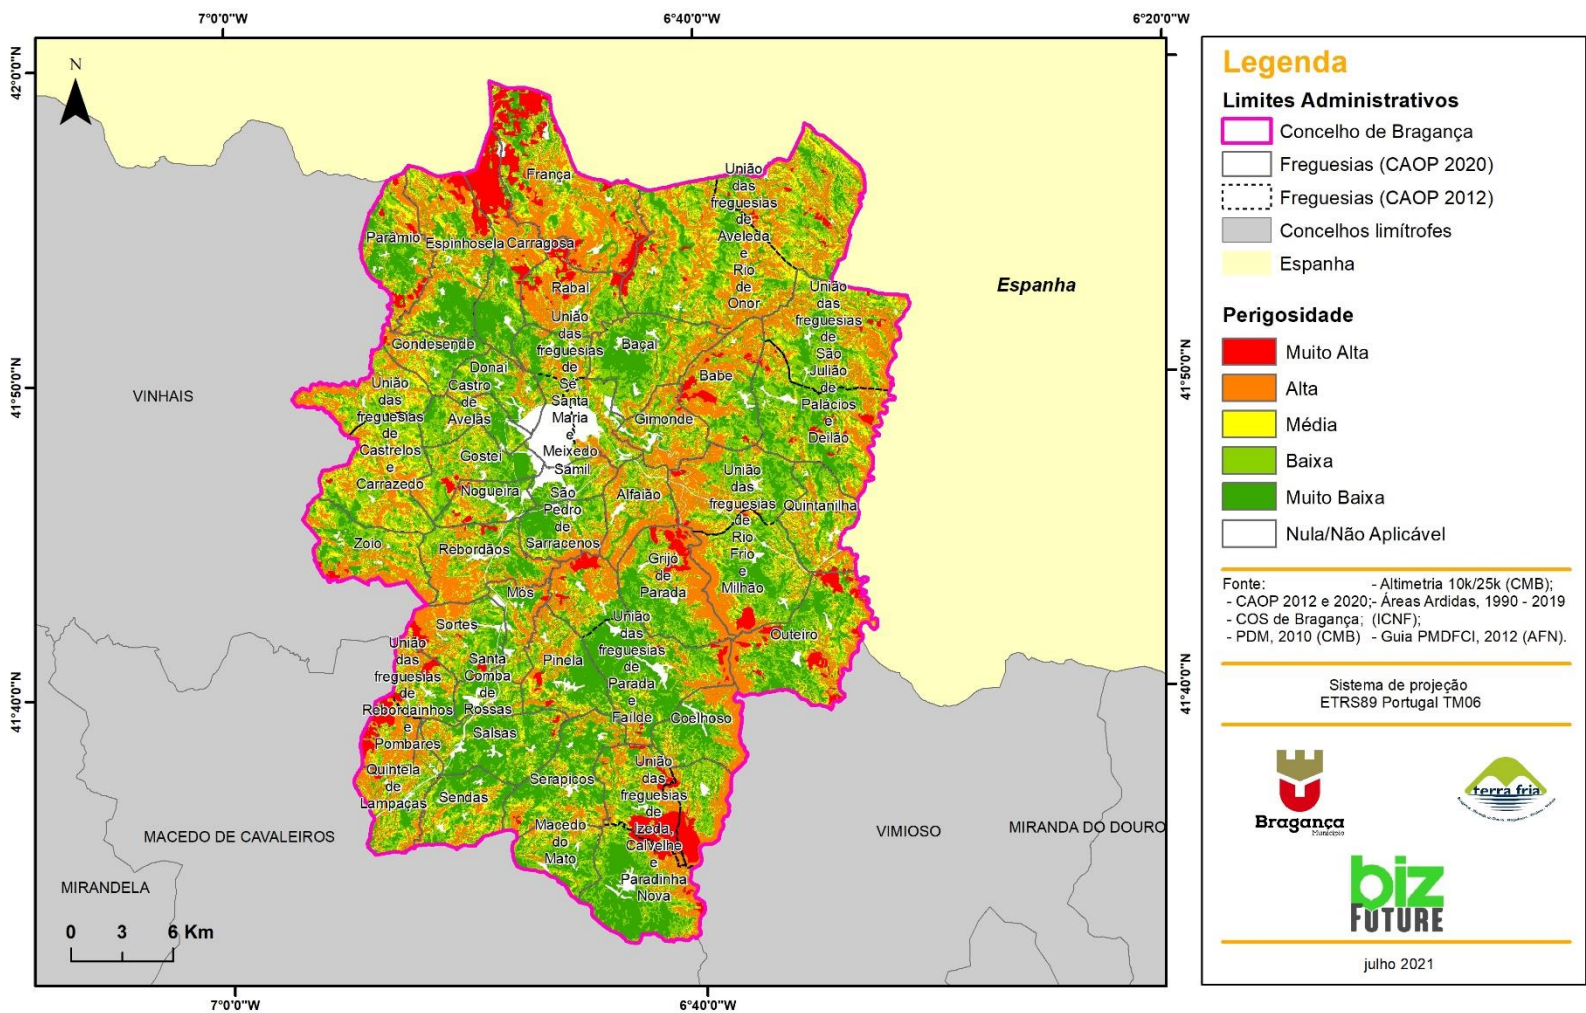 7°0'0"W
6°40'0"W
6°20'0"W
42°0'0"N
41°50'0"N
41°40'0"N
41°50'0"N
41°40'0"N
7°0'0"W
6°40'0"W
N
França
Parâmio
Espinhosela
Carragosa
Rabal
União
das
freguesias
de
Aveleda
e
Rio
de
Onor
União
das
freguesias
de
São
Julião
de
Palácios
e
Deilão
Espanha
Gondesende
Donai
União
das
freguesias
de
Sé
Santa
Maria
e
Meixedo
Baçal
Babe
Castro
de
Avelãs
Gimonde
União
das
freguesias
de
Castrelos
e
Carrazedo
Gostei
Samil
Nogueira
São
Pedro
de
Sarracenos
Alfaião
União
das
freguesias
de
Rio
Frio
e
Milhão
Quintanilha
Zoio
Rebordãos
Mós
Grijó
de
Parada
Outeiro
Sortes
União
das
freguesias
de
Rebordainhos
e
Pombares
Santa
Comba
de
Rossas
Pinela
União
das
freguesias
de
Parada
e
Faílde
Coelhoso
Salsas
Quintela
de
Lampaças
Sendas
Serapicos
União
das
freguesias
de
Izeda,
Calvelhe
e
Paradinha
Nova
Macedo
do
Mato
VINHAIS
MACEDO DE CAVALEIROS
MIRANDELA
VIMIOSO
MIRANDA DO DOURO
0 3 6 Km
Legenda
Limites Administrativos
Concelho de Bragança
Freguesias (CAOP 2020)
Freguesias (CAOP 2012)
Concelhos limítrofes
Espanha
Perigosidade
Muito Alta
Alta
Média
Baixa
Muito Baixa
Nula/Não Aplicável
Fonte: - Altimetria 10k/25k (CMB);
- CAOP 2012 e 2020;- Áreas Ardidas, 1990 - 2019
- COS de Bragança; (ICNF);
- PDM, 2010 (CMB) - Guia PMDFCI, 2012 (AFN).
Sistema de projeção
ETRS89 Portugal TM06
Bragança
Município
terra fria
biz
FUTURE
julho 2021